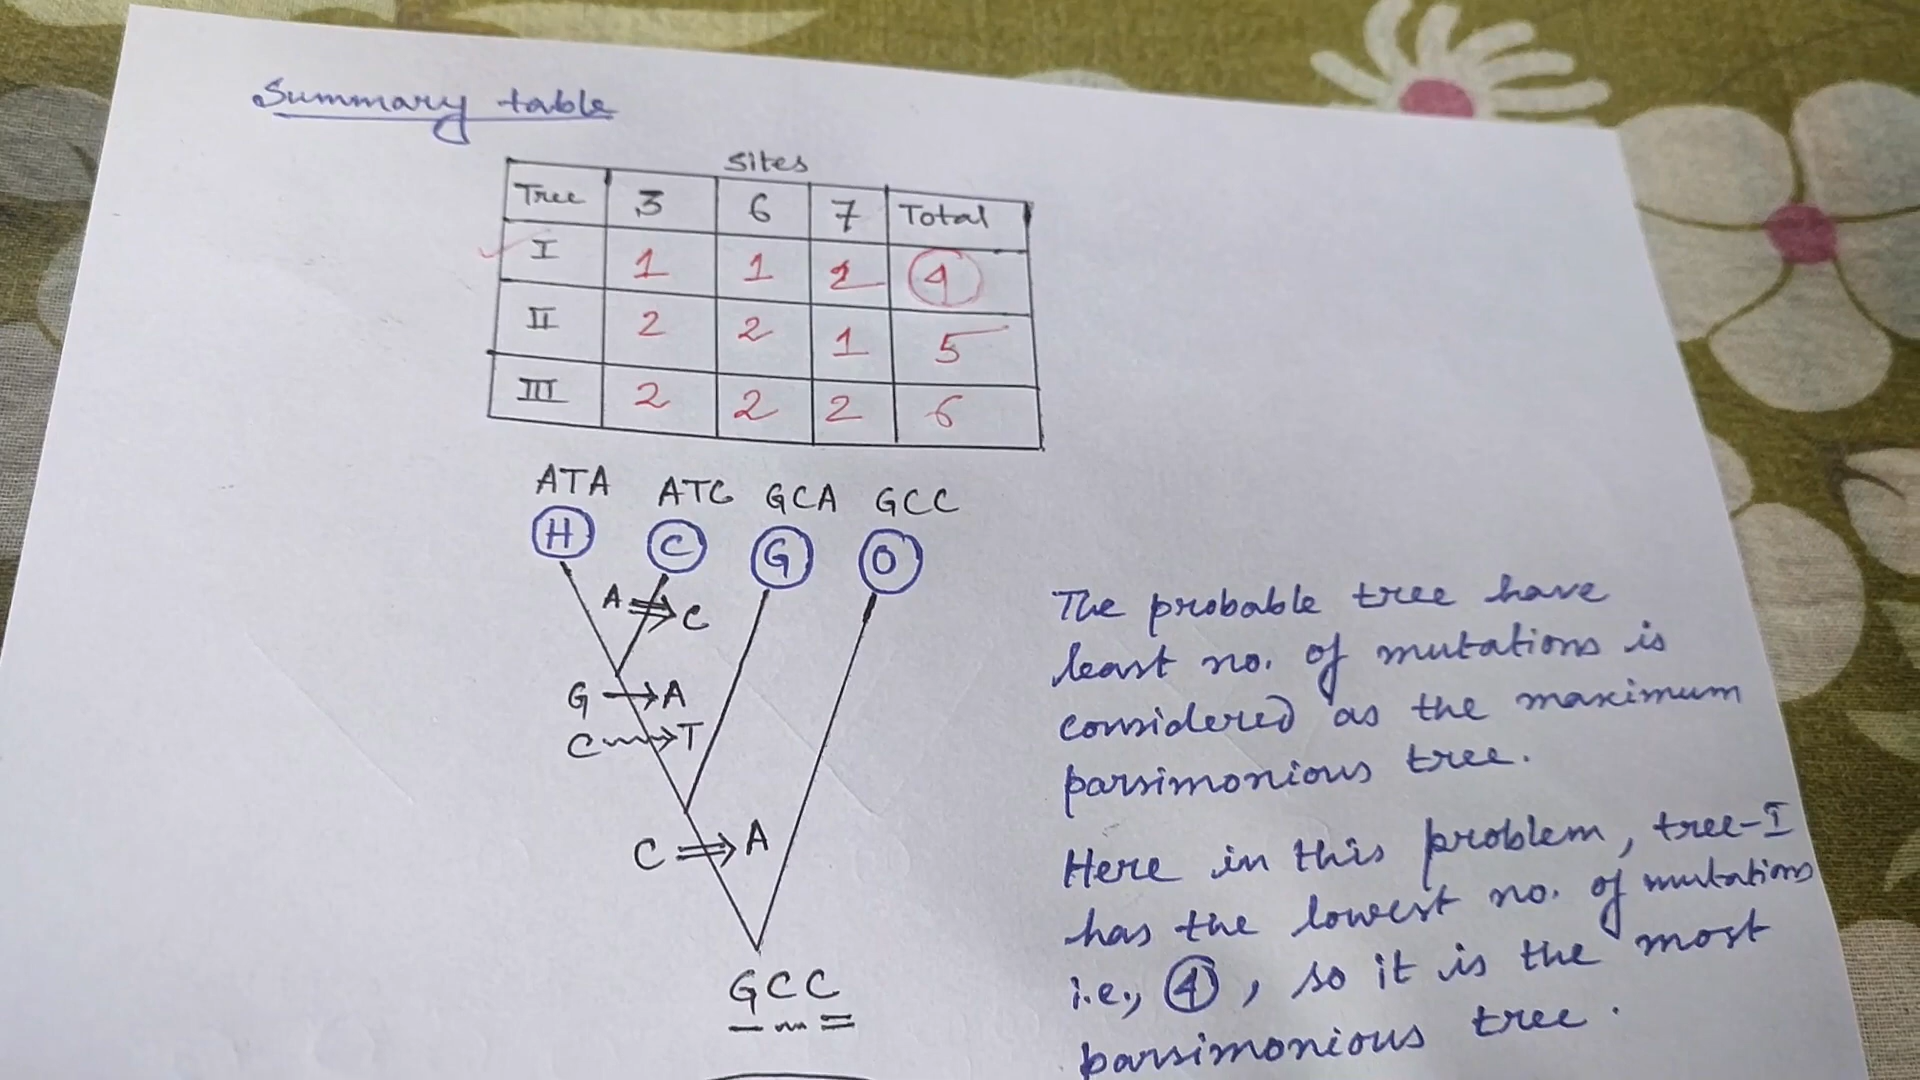 Summary table
Sites
Tree 3 6 7 Total
I 1 1 2 4
II 2 2 1 5
III 2 2 2 6
ATA ATC GCA GCC
H C G O
A ⇒ C
G → A
C → T
C ⇒ A
GCC
The probable tree have
least no. of mutations is
considered as the maximum
parsimonious tree.
Here in this problem, tree-I
has the lowest no. of mutations
i.e., 4, so it is the most
parsimonious tree.